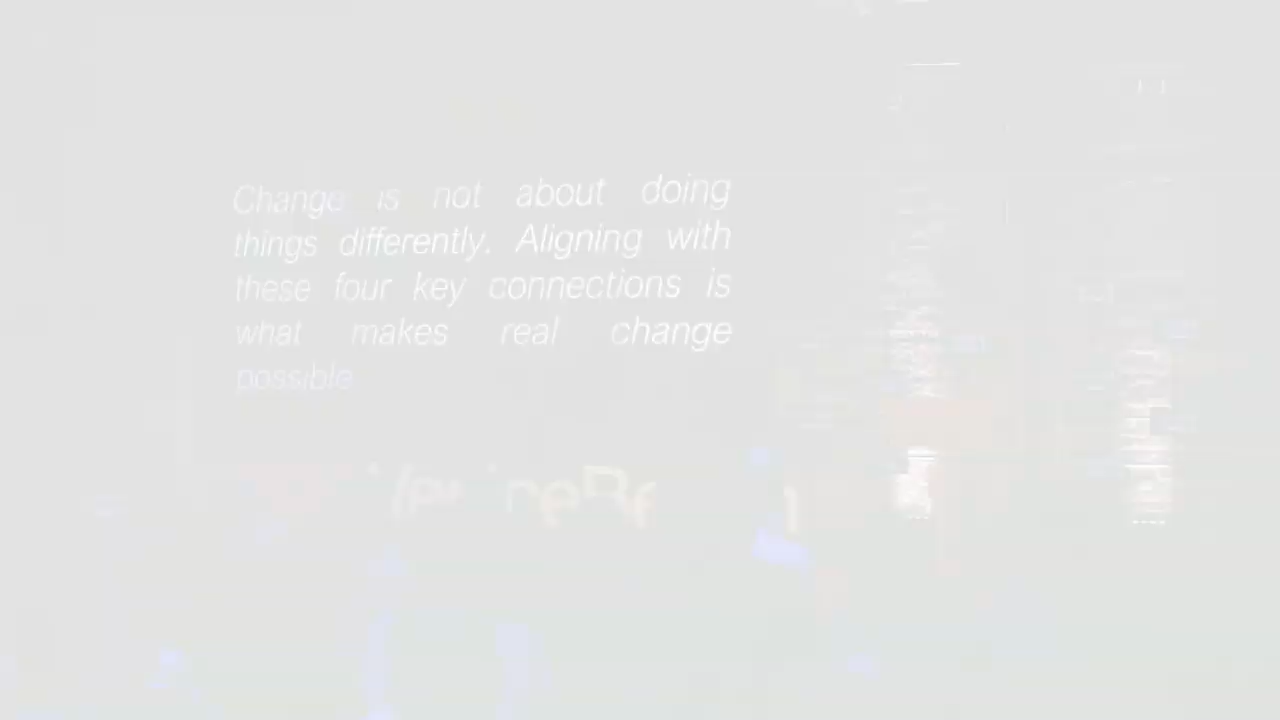 Change is not about doing
things differently. Aligning with
these four key connections is
what makes real change
possible